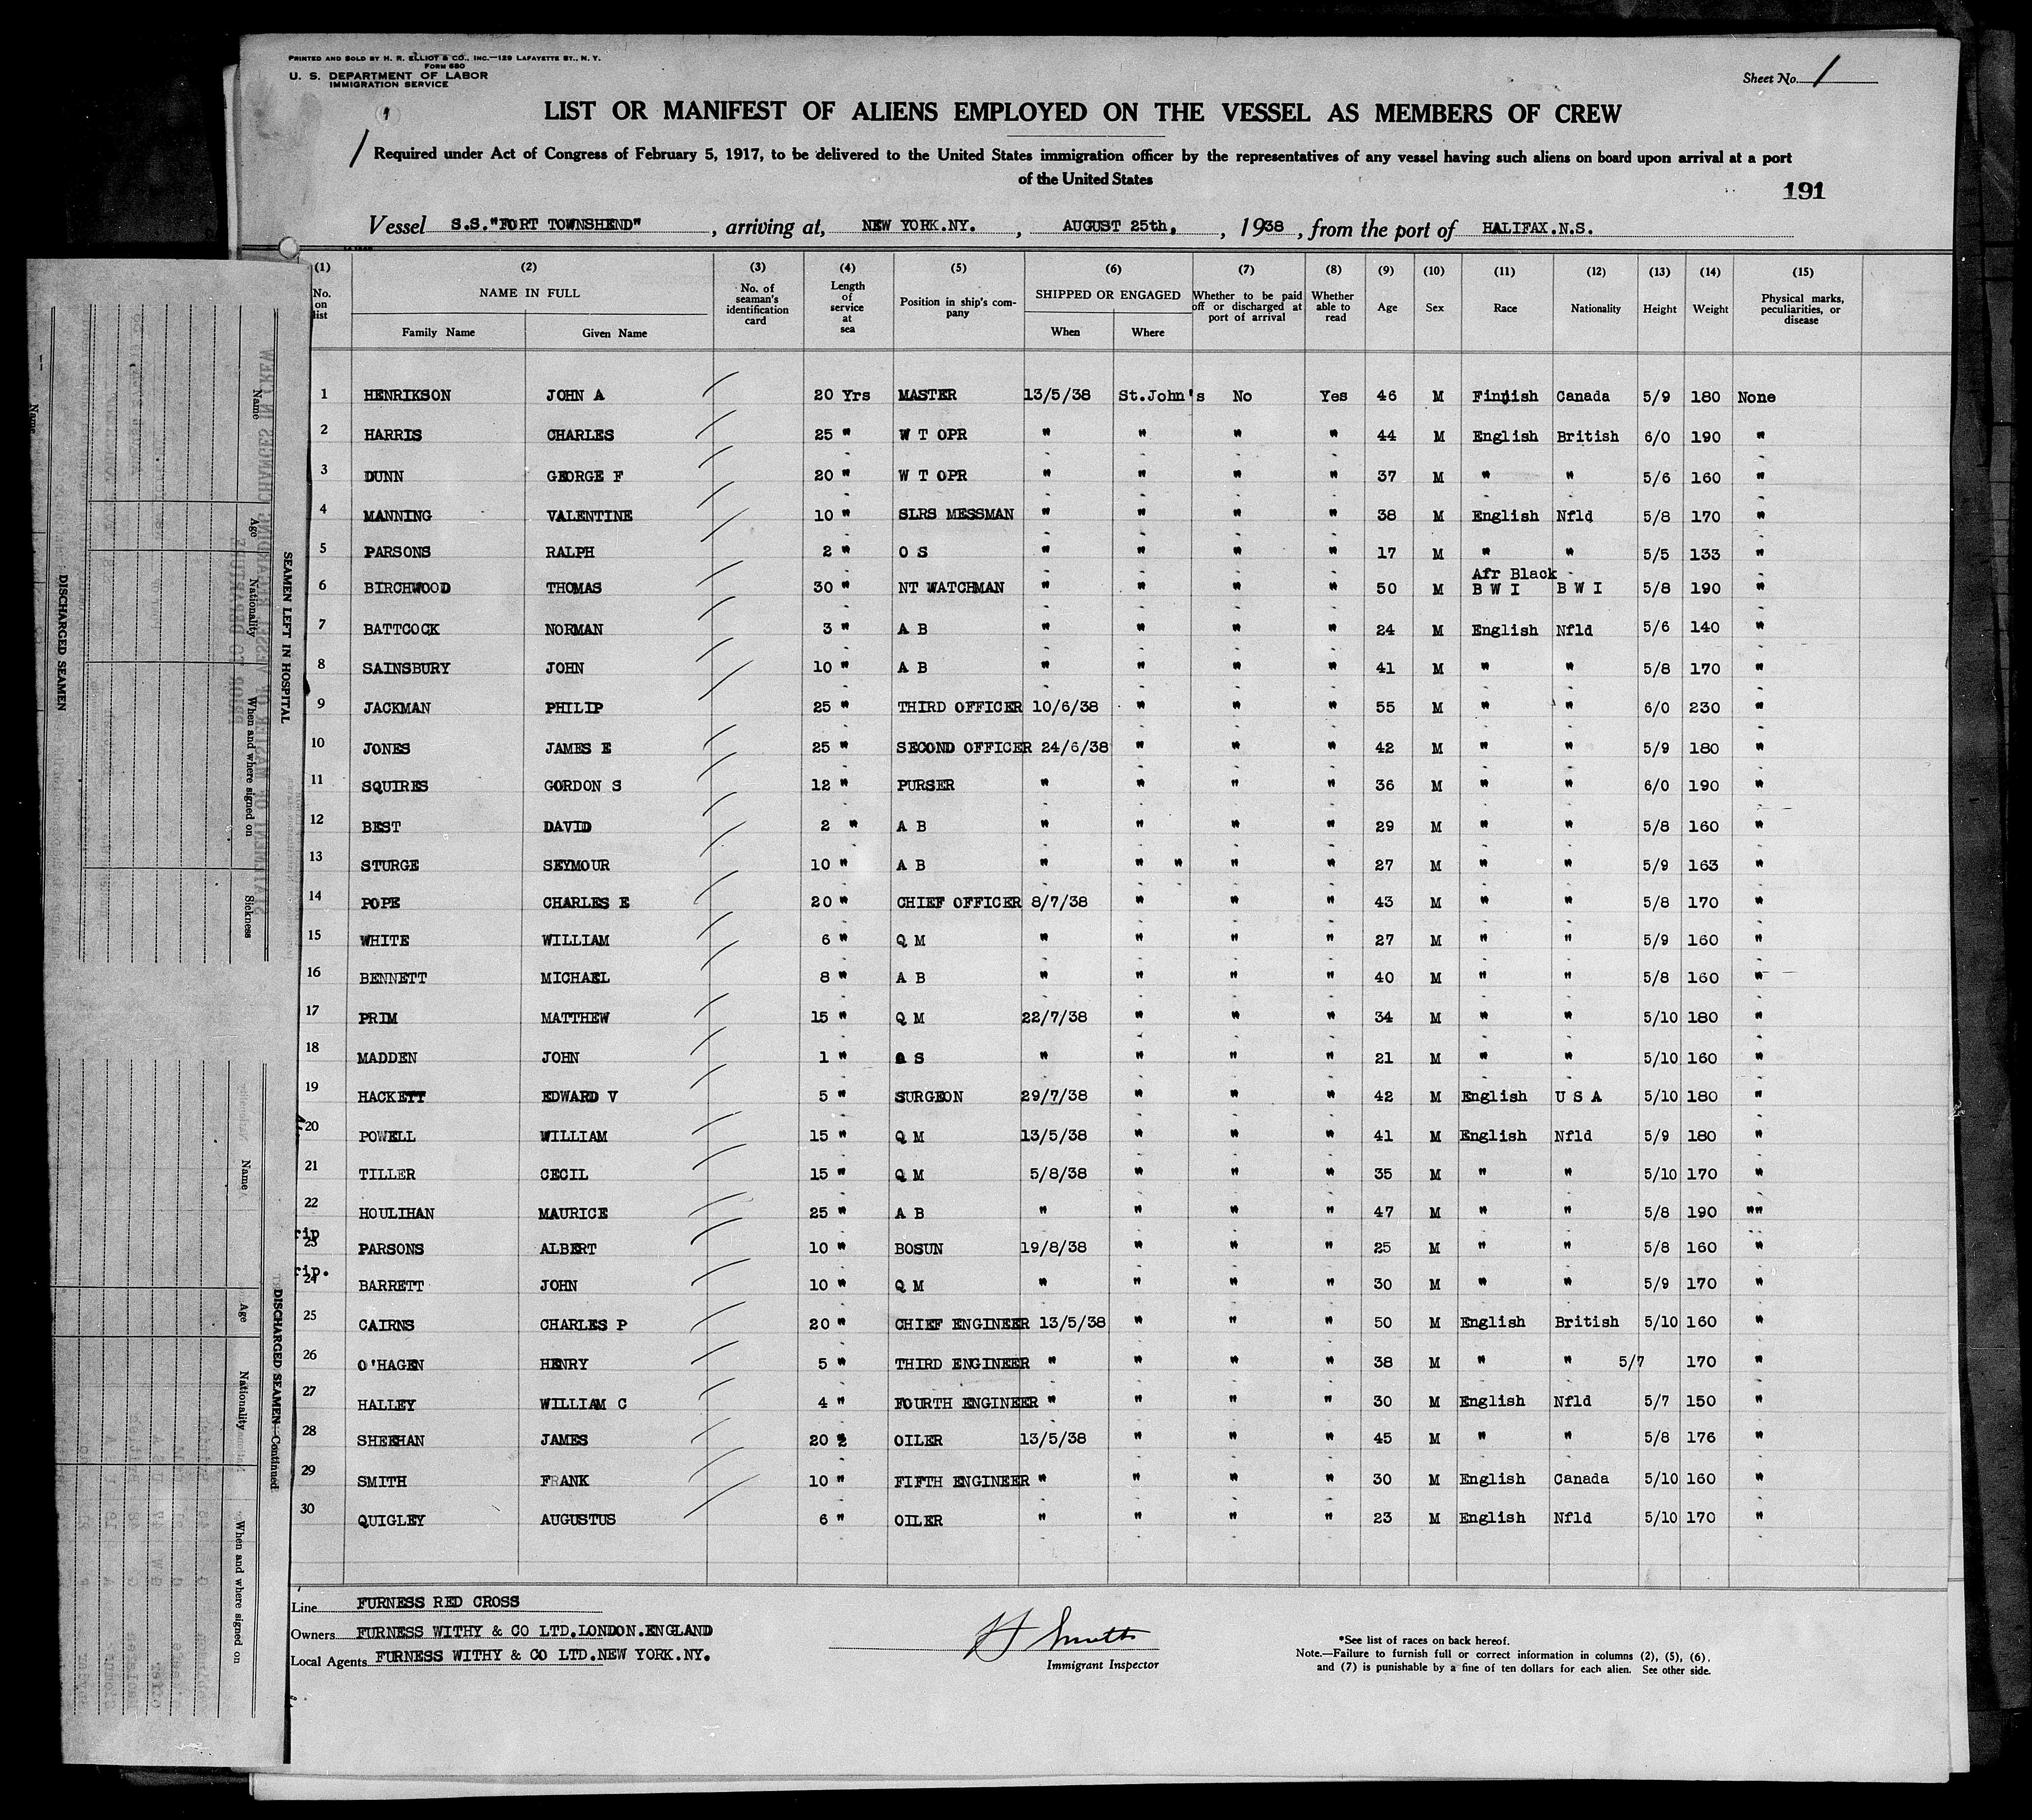 PRINTED AND SOLD BY H. R. ELLIOT & CO., INC.—129 LAFAYETTE ST., N. Y.
FORM 680
U. S. DEPARTMENT OF LABOR
IMMIGRATION SERVICE
Sheet No. 1
LIST OR MANIFEST OF ALIENS EMPLOYED ON THE VESSEL AS MEMBERS OF CREW
Required under Act of Congress of February 5, 1917, to be delivered to the United States immigration officer by the representatives of any vessel having such aliens on board upon arrival at a port
of the United States
191
Vessel S.S."FORT TOWNSHEND", arriving at, NEW YORK.NY., AUGUST 25th, , 1938, from the port of HALIFAX.N.S.
(1) (2) (3) (4) (5) (6) (7) (8) (9) (10) (11) (12) (13) (14) (15)
No. on list NAME IN FULL Family Name Given Name No. of seaman's identification card Length of service at sea Position in ship's company SHIPPED OR ENGAGED When Where Whether to be paid off or discharged at port of arrival Whether able to read Age Sex Race Nationality Height Weight Physical marks, peculiarities, or disease
1 HENRIKSON JOHN A 20 Yrs MASTER 13/5/38 St.John's No Yes 46 M Finnish Canada 5/9 180 None
2 HARRIS CHARLES 25 " W T OPR " " " " 44 M English British 6/0 190 "
3 DUNN GEORGE F 20 " W T OPR " " " " 37 M " " 5/6 160 "
4 MANNING VALENTINE 10 " SLRS MESSMAN " " " " 38 M English Nfld 5/8 170 "
5 PARSONS RALPH 2 " O S " " " " 17 M " " 5/5 133 "
Afr Black
6 BIRCHWOOD THOMAS 30 " NT WATCHMAN " " " " 50 M B W I B W I 5/8 190 "
7 BATTCOCK NORMAN 3 " A B " " " " 24 M English Nfld 5/6 140 "
8 SAINSBURY JOHN 10 " A B " " " " 41 M " " 5/8 170 "
9 JACKMAN PHILIP 25 " THIRD OFFICER 10/6/38 " " " 55 M " " 6/0 230 "
10 JONES JAMES E 25 " SECOND OFFICER 24/6/38 " " " 42 M " " 5/9 180 "
11 SQUIRES GORDON S 12 " PURSER " " " " 36 M " " 6/0 190 "
12 BEST DAVID 2 " A B " " " " 29 M " " 5/8 160 "
13 STURGE SEYMOUR 10 " A B " " " " " 27 M " " 5/9 163 "
14 POPE CHARLES E 20 " CHIEF OFFICER 8/7/38 " " " 43 M " " 5/8 170 "
15 WHITE WILLIAM 6 " Q M " " " " 27 M " " 5/9 160 "
16 BENNETT MICHAEL 8 " A B " " " " 40 M " " 5/8 160 "
17 PRIM MATTHEW 15 " Q M 22/7/38 " " " 34 M " " 5/10 180 "
18 MADDEN JOHN 1 " O S " " " " 21 M " " 5/10 160 "
19 HACKETT EDWARD V 5 " SURGEON 29/7/38 " " " 42 M English U S A 5/10 180 "
20 POWELL WILLIAM 15 " Q M 13/5/38 " " " 41 M English Nfld 5/9 180 "
21 TILLER CECIL 15 " Q M 5/8/38 " " " 35 M " " 5/10 170 "
22 HOULIHAN MAURICE 25 " A B " " " " 47 M " " 5/8 190 ""
rip
23 PARSONS ALBERT 10 " BOSUN 19/8/38 " " " 25 M " " 5/8 160 "
rip.
24 BARRETT JOHN 10 " Q M " " " " 30 M " " 5/9 170 "
25 CAIRNS CHARLES P 20 " CHIEF ENGINEER 13/5/38 " " " 50 M English British 5/10 160 "
26 O'HAGEN HENRY 5 " THIRD ENGINEER " " " " 38 M " " 5/7 170 "
27 HALLEY WILLIAM C 4 " FOURTH ENGINEER " " " " 30 M English Nfld 5/7 150 "
28 SHEEHAN JAMES 20 " OILER 13/5/38 " " " 45 M " " 5/8 176 "
29 SMITH FRANK 10 " FIFTH ENGINEER " " " " 30 M English Canada 5/10 160 "
30 QUIGLEY AUGUSTUS 6 " OILER " " " " 23 M English Nfld 5/10 170 "
Line FURNESS RED CROSS
Owners FURNESS WITHY & CO LTD.LONDON.ENGLAND
Local Agents FURNESS WITHY & CO LTD.NEW YORK.NY.
H Smith
Immigrant Inspector
*See list of races on back hereof.
Note.—Failure to furnish full or correct information in columns (2), (5), (6),
and (7) is punishable by a fine of ten dollars for each alien. See other side.
SEAMEN LEFT IN HOSPITAL
Name Age Nationality When and where signed on Sickness
DISCHARGED SEAMEN
DISCHARGED SEAMEN—Continued
Name Age Nationality When and where signed on